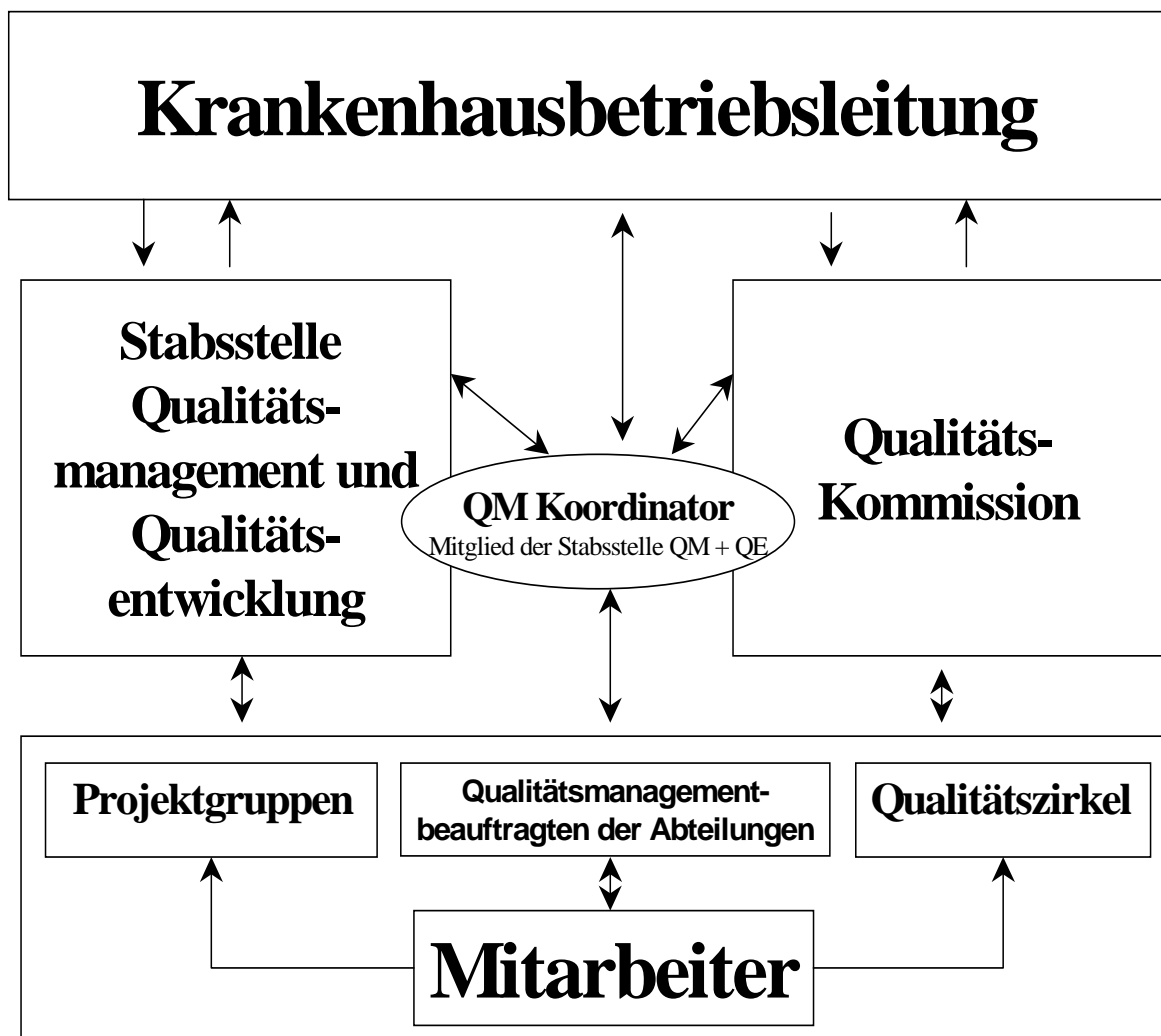 Krankenhausbetriebsleitung
Stabsstelle
Qualitäts-
management und
Qualitäts-
entwicklung
QM Koordinator
Mitglied der Stabsstelle QM + QE
Qualitäts-
Kommission
Projektgruppen
Qualitätsmanagement-
beauftragten der Abteilungen
Qualitätszirkel
Mitarbeiter